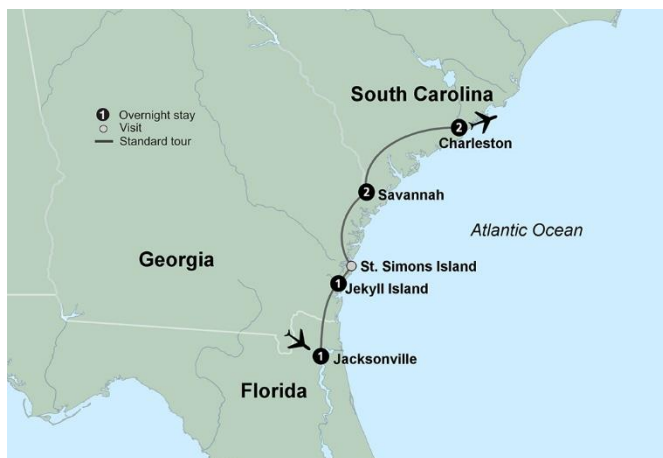 South Carolina
1 Overnight stay
Visit
Standard tour
2
Charleston
2 Savannah
Atlantic Ocean
Georgia
St. Simons Island
1 Jekyll Island
1 Jacksonville
Florida